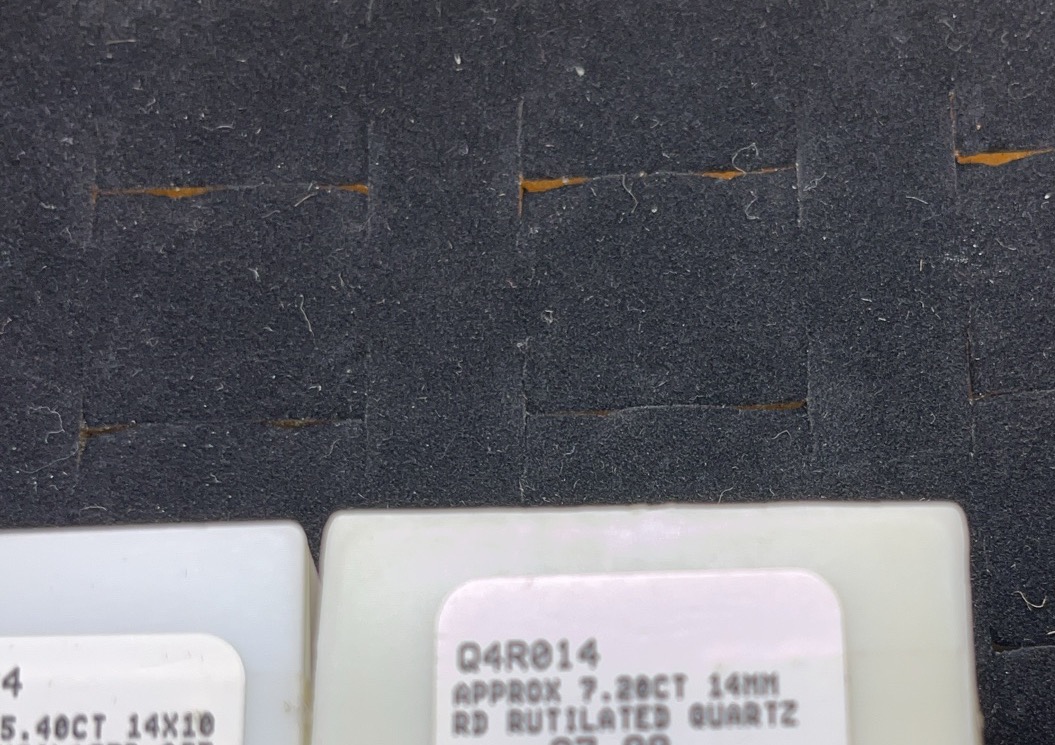 4
5.40CT 14X10
Q4R014
APPROX 7.20CT 14MM
RD RUTILATED QUARTZ